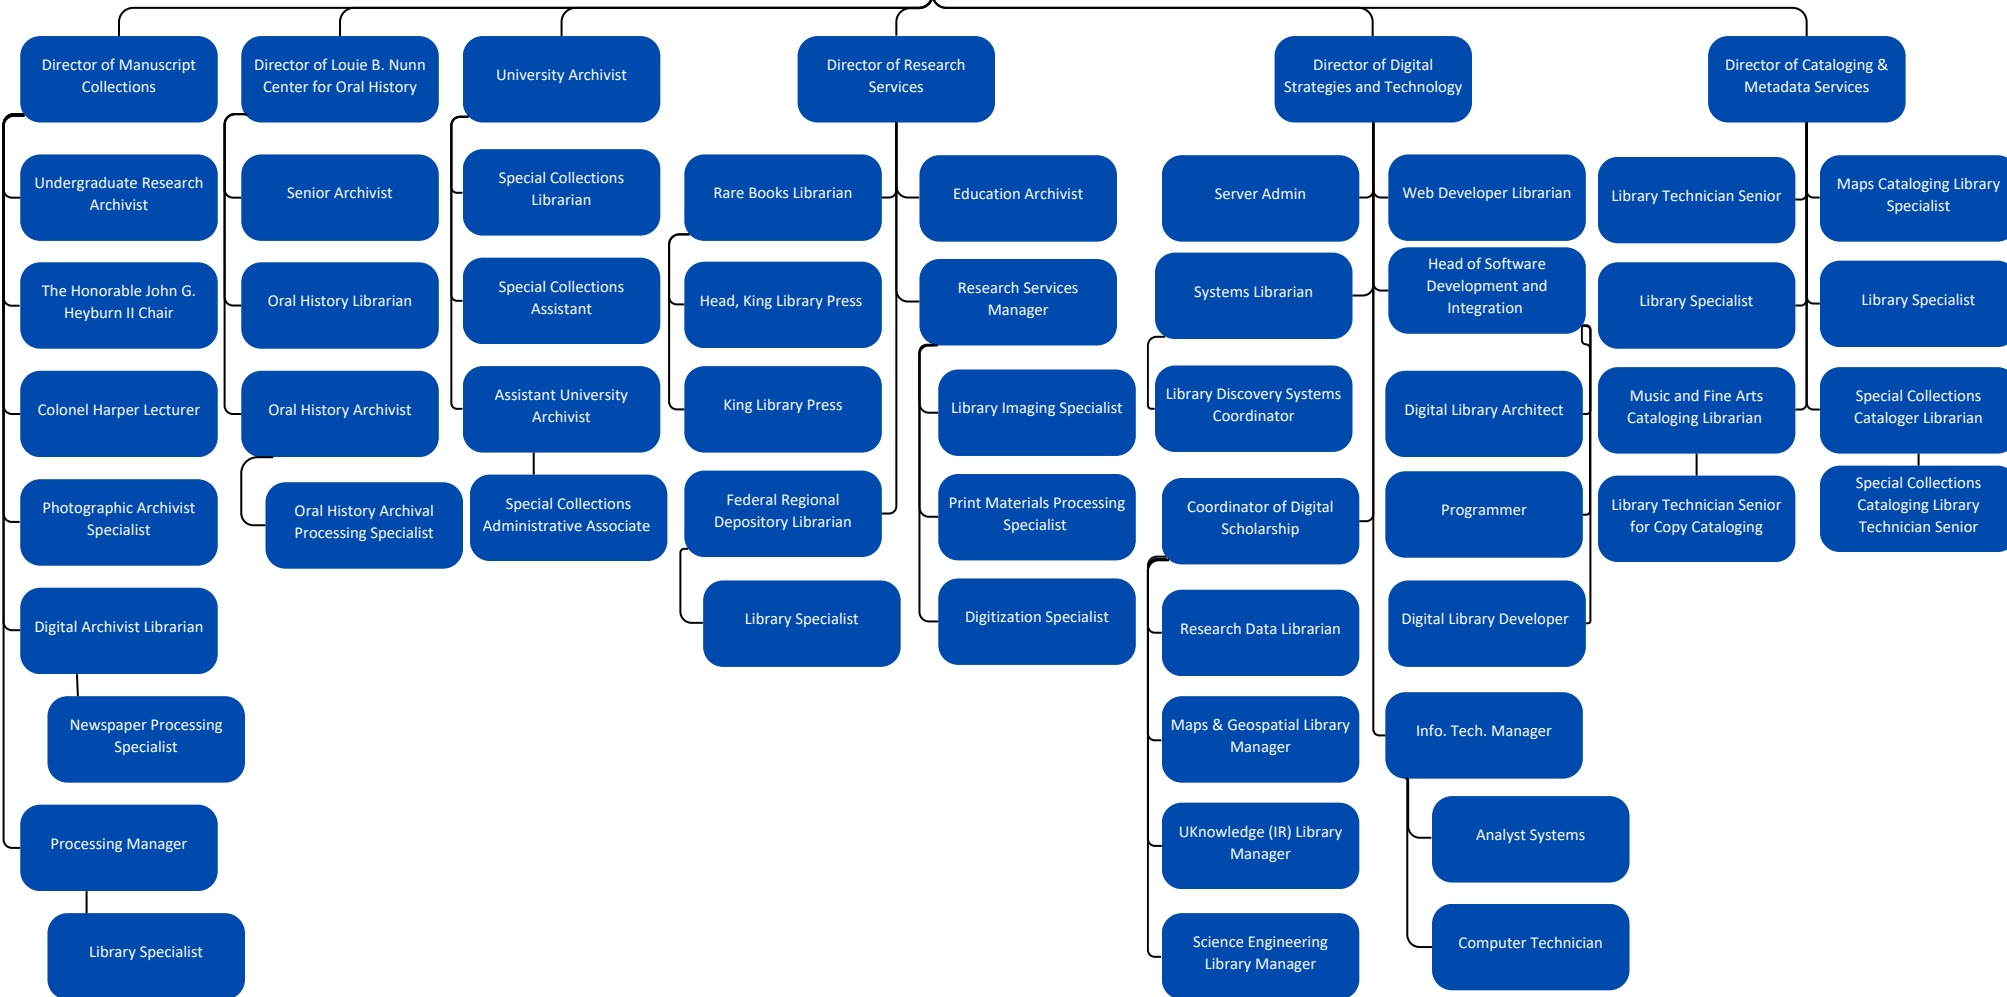 Director of Manuscript
Collections
Director of Louie B. Nunn
Center for Oral History
University Archivist
Director of Research
Services
Director of Digital
Strategies and Technology
Director of Cataloging &
Metadata Services
Undergraduate Research
Archivist
The Honorable John G.
Heyburn II Chair
Colonel Harper Lecturer
Photographic Archivist
Specialist
Digital Archivist Librarian
Newspaper Processing
Specialist
Processing Manager
Library Specialist
Senior Archivist
Oral History Librarian
Oral History Archivist
Oral History Archival
Processing Specialist
Special Collections
Librarian
Special Collections
Assistant
Assistant University
Archivist
Special Collections
Administrative Associate
Rare Books Librarian
Head, King Library Press
King Library Press
Federal Regional
Depository Librarian
Library Specialist
Education Archivist
Research Services
Manager
Library Imaging Specialist
Print Materials Processing
Specialist
Digitization Specialist
Server Admin
Systems Librarian
Library Discovery Systems
Coordinator
Coordinator of Digital
Scholarship
Research Data Librarian
Maps & Geospatial Library
Manager
UKnowledge (IR) Library
Manager
Science Engineering
Library Manager
Web Developer Librarian
Head of Software
Development and
Integration
Digital Library Architect
Programmer
Digital Library Developer
Info. Tech. Manager
Analyst Systems
Computer Technician
Library Technician Senior
Library Specialist
Music and Fine Arts
Cataloging Librarian
Library Technician Senior
for Copy Cataloging
Maps Cataloging Library
Specialist
Library Specialist
Special Collections
Cataloger Librarian
Special Collections
Cataloging Library
Technician Senior